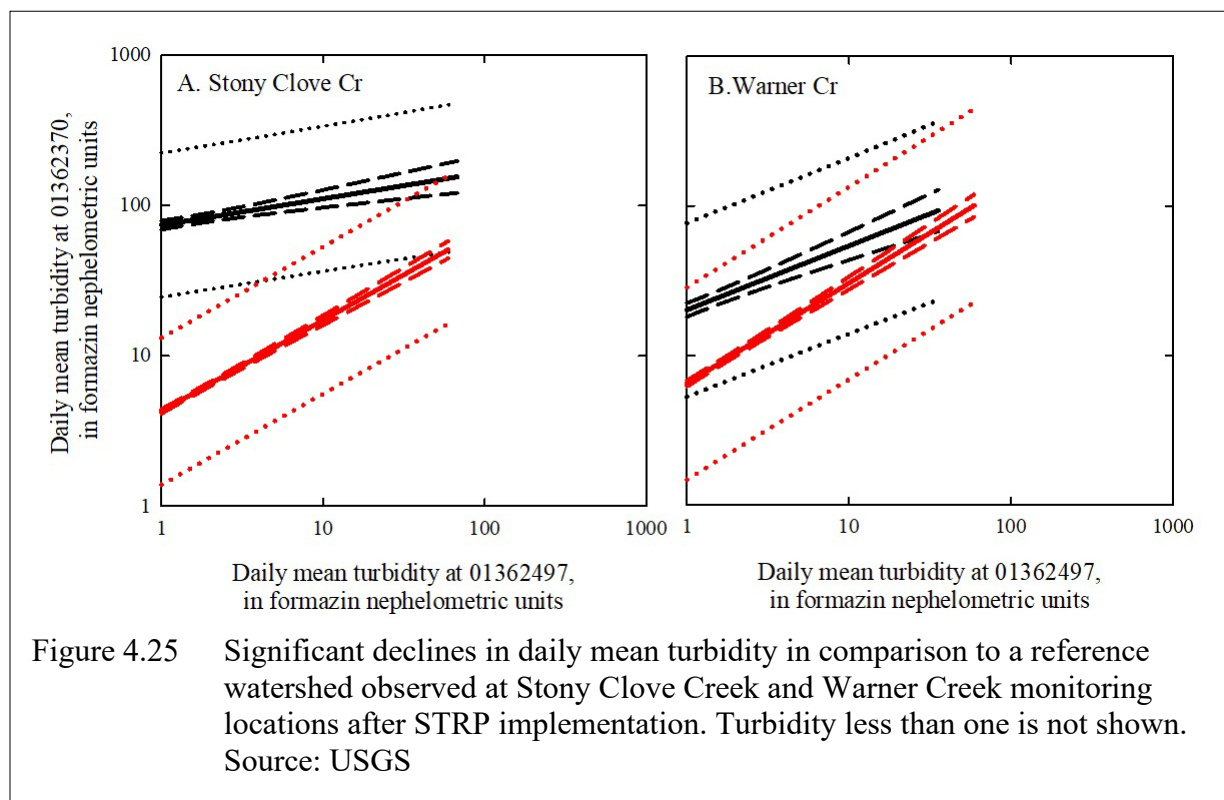 1000
100
10
1
Daily mean turbidity at 01362370,
in formazin nephelometric units
A. Stony Clove Cr
1 10 100 1000
Daily mean turbidity at 01362497,
in formazin nephelometric units
B.Warner Cr
1 10 100 1000
Daily mean turbidity at 01362497,
in formazin nephelometric units
Figure 4.25 Significant declines in daily mean turbidity in comparison to a reference
watershed observed at Stony Clove Creek and Warner Creek monitoring
locations after STRP implementation. Turbidity less than one is not shown.
Source: USGS